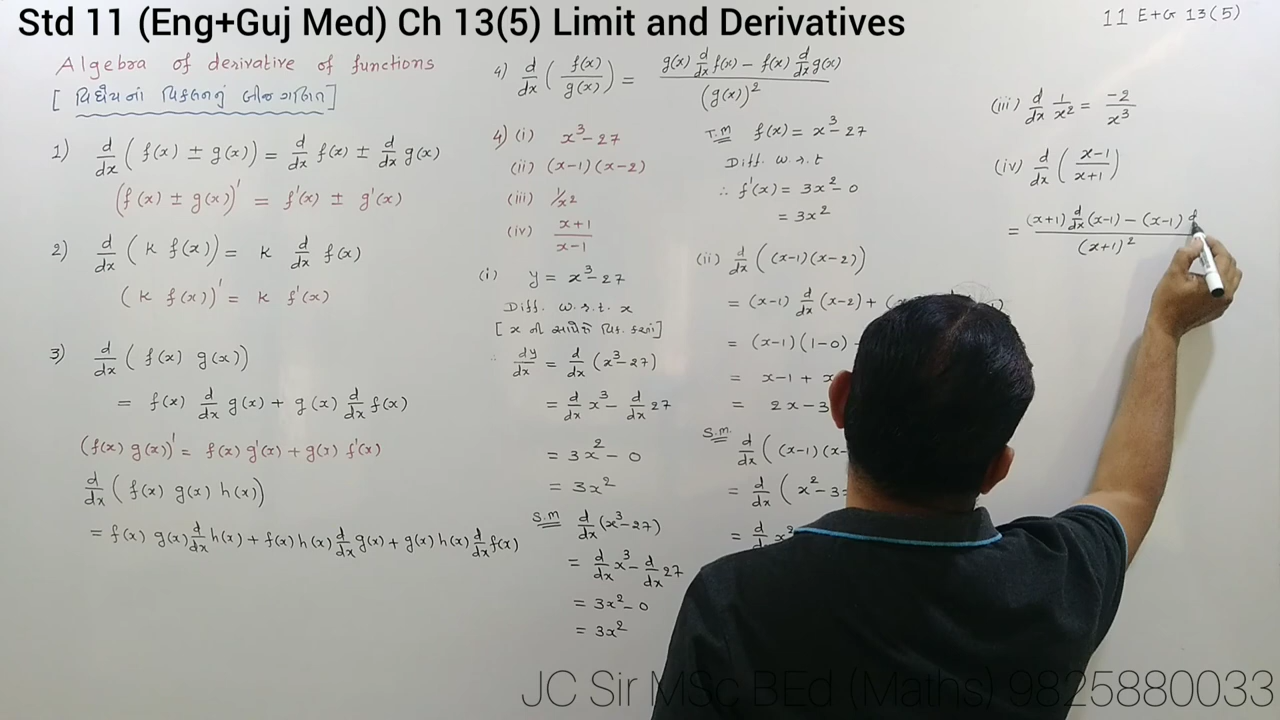 Std 11 (Eng+Guj Med) Ch 13(5) Limit and Derivatives
11 E+G 13(5)
Algebra of derivative of functions
[ વિધેયનાં વિકલનનું બીજગણિત ]
1) d/dx ( f(x) ± g(x) ) = d/dx f(x) ± d/dx g(x)
(f(x) ± g(x))' = f'(x) ± g'(x)
2) d/dx ( K f(x) ) = K d/dx f(x)
( K f(x) )' = K f'(x)
3) d/dx ( f(x) g(x) )
= f(x) d/dx g(x) + g(x) d/dx f(x)
(f(x) g(x))' = f(x) g'(x) + g(x) f'(x)
d/dx ( f(x) g(x) h(x) )
= f(x) g(x) d/dx h(x) + f(x) h(x) d/dx g(x) + g(x) h(x) d/dx f(x)
4) d/dx ( f(x)/g(x) ) = (g(x) d/dx f(x) - f(x) d/dx g(x)) / (g(x))²
4) (i) x³-27
(ii) (x-1)(x-2)
(iii) 1/x²
(iv) (x+1)/(x-1)
(i) y = x³-27
Diff. w.r.t. x
[ x ની
∴ dy/dx = d/dx (x³-27)
= d/dx x³ - d/dx 27
= 3x² - 0
= 3x²
S.M d/dx (x³-27)
= d/dx x³ - d/dx 27
= 3x² - 0
= 3x²
T.M f(x) = x³-27
Diff. w.r.t
∴ f'(x) = 3x² - 0
= 3x²
(ii) d/dx ( (x-1)(x-2) )
= (x-1) d/dx (x-2) +
= (x-1)(1-0)
= x-1 +
= 2x-3
S.M. d/dx ( (x-1)(x-
= d/dx ( x²-3
= d/dx x²
(iii) d/dx 1/x² = -2/x³
(iv) d/dx ( (x-1)/(x+1) )
= ((x+1) d/dx (x-1) - (x-1) d / (x+1)²
JC Sir MSc BEd (Maths) 9825880033